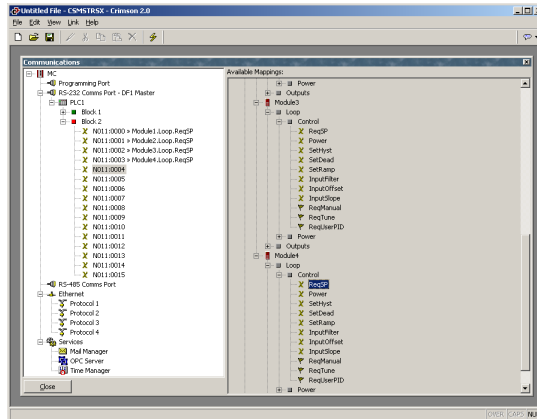 Untitled File - CSMSTRSX - Crimson 2.0
File Edit View Link Help
Communications
MC
Programming Port
RS-232 Comms Port - DF1 Master
PLC1
Block 1
Block 2
N011:0000 » Module1.Loop.ReqSP
N011:0001 » Module2.Loop.ReqSP
N011:0002 » Module3.Loop.ReqSP
N011:0003 » Module4.Loop.ReqSP
N011:0004
N011:0005
N011:0006
N011:0007
N011:0008
N011:0009
N011:0010
N011:0011
N011:0012
N011:0013
N011:0014
N011:0015
RS-485 Comms Port
Ethernet
Protocol 1
Protocol 2
Protocol 3
Protocol 4
Services
Mail Manager
OPC Server
Time Manager
Close
Available Mappings:
Power
Outputs
Module3
Loop
Control
ReqSP
Power
SetHyst
SetDead
SetRamp
InputFilter
InputOffset
InputSlope
ReqManual
ReqTune
ReqUserPID
Power
Outputs
Module4
Loop
Control
ReqSP
Power
SetHyst
SetDead
SetRamp
InputFilter
InputOffset
InputSlope
ReqManual
ReqTune
ReqUserPID
Power
OVER CAPS NU